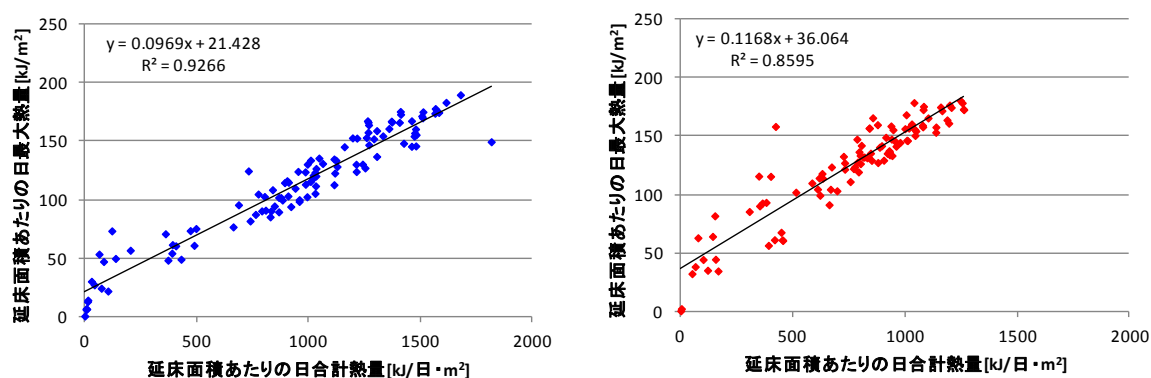 250
200
150
100
50
0
延床面積あたりの日最大熱量[kJ/m²]
y = 0.0969x + 21.428
R² = 0.9266
0 500 1000 1500 2000
延床面積あたりの日合計熱量[kJ/日・m²]
250
200
150
100
50
0
延床面積あたりの日最大熱量[kJ/m²]
y = 0.1168x + 36.064
R² = 0.8595
0 500 1000 1500 2000
延床面積あたりの日合計熱量[kJ/日・m²]